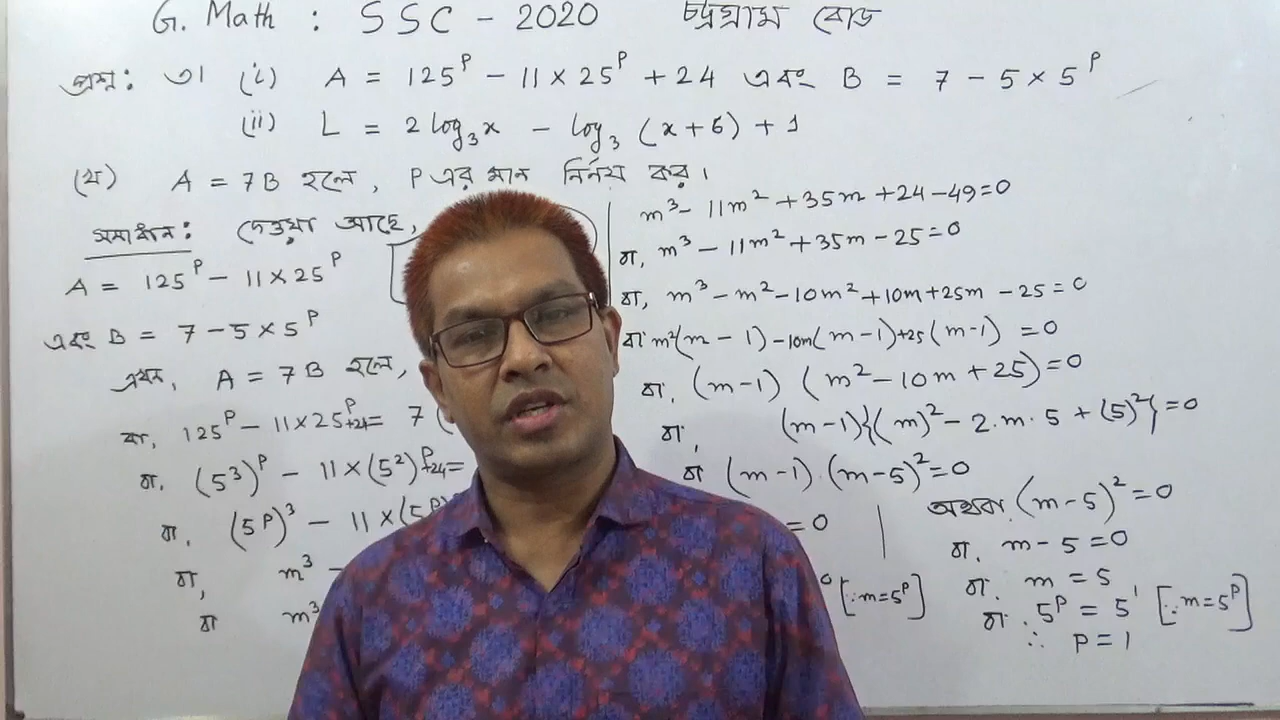 G. Math : SSC - 2020 চট্টগ্রাম বোর্ড
প্রশ্ন: ৩। (i) A = 125^P - 11 × 25^P + 24 এবং B = 7 - 5 × 5^P
(ii) L = 2 log₃x - log₃ (x+6) + 1
(খ) A = 7B হলে, P এর মান নির্নয় কর।
সমাধান: দেওয়া আছে,
A = 125^P - 11×25^P
এবং B = 7 - 5 × 5^P
এখন, A = 7B হলে,
বা, 125^P - 11×25^P+24 = 7 (
বা, (5³)^P - 11×(5²)^P+24=
বা, (5^P)³ - 11×(5^P)
বা, m³ -
বা m³
m³ - 11m² + 35m + 24 - 49 = 0
বা, m³ - 11m² + 35m - 25 = 0
বা, m³ - m² - 10m² + 10m + 25m - 25 = 0
বা m²(m - 1) - 10m(m - 1) + 25(m - 1) = 0
বা, (m - 1) (m² - 10m + 25) = 0
বা, (m - 1){(m)² - 2.m.5 + (5)²} = 0
বা (m - 1).(m - 5)² = 0
= 0
0 [∵ m = 5^P]
অথবা, (m - 5)² = 0
বা, m - 5 = 0
বা, m = 5
বা, 5^P = 5^1 [∵ m = 5^P]
∴ P = 1